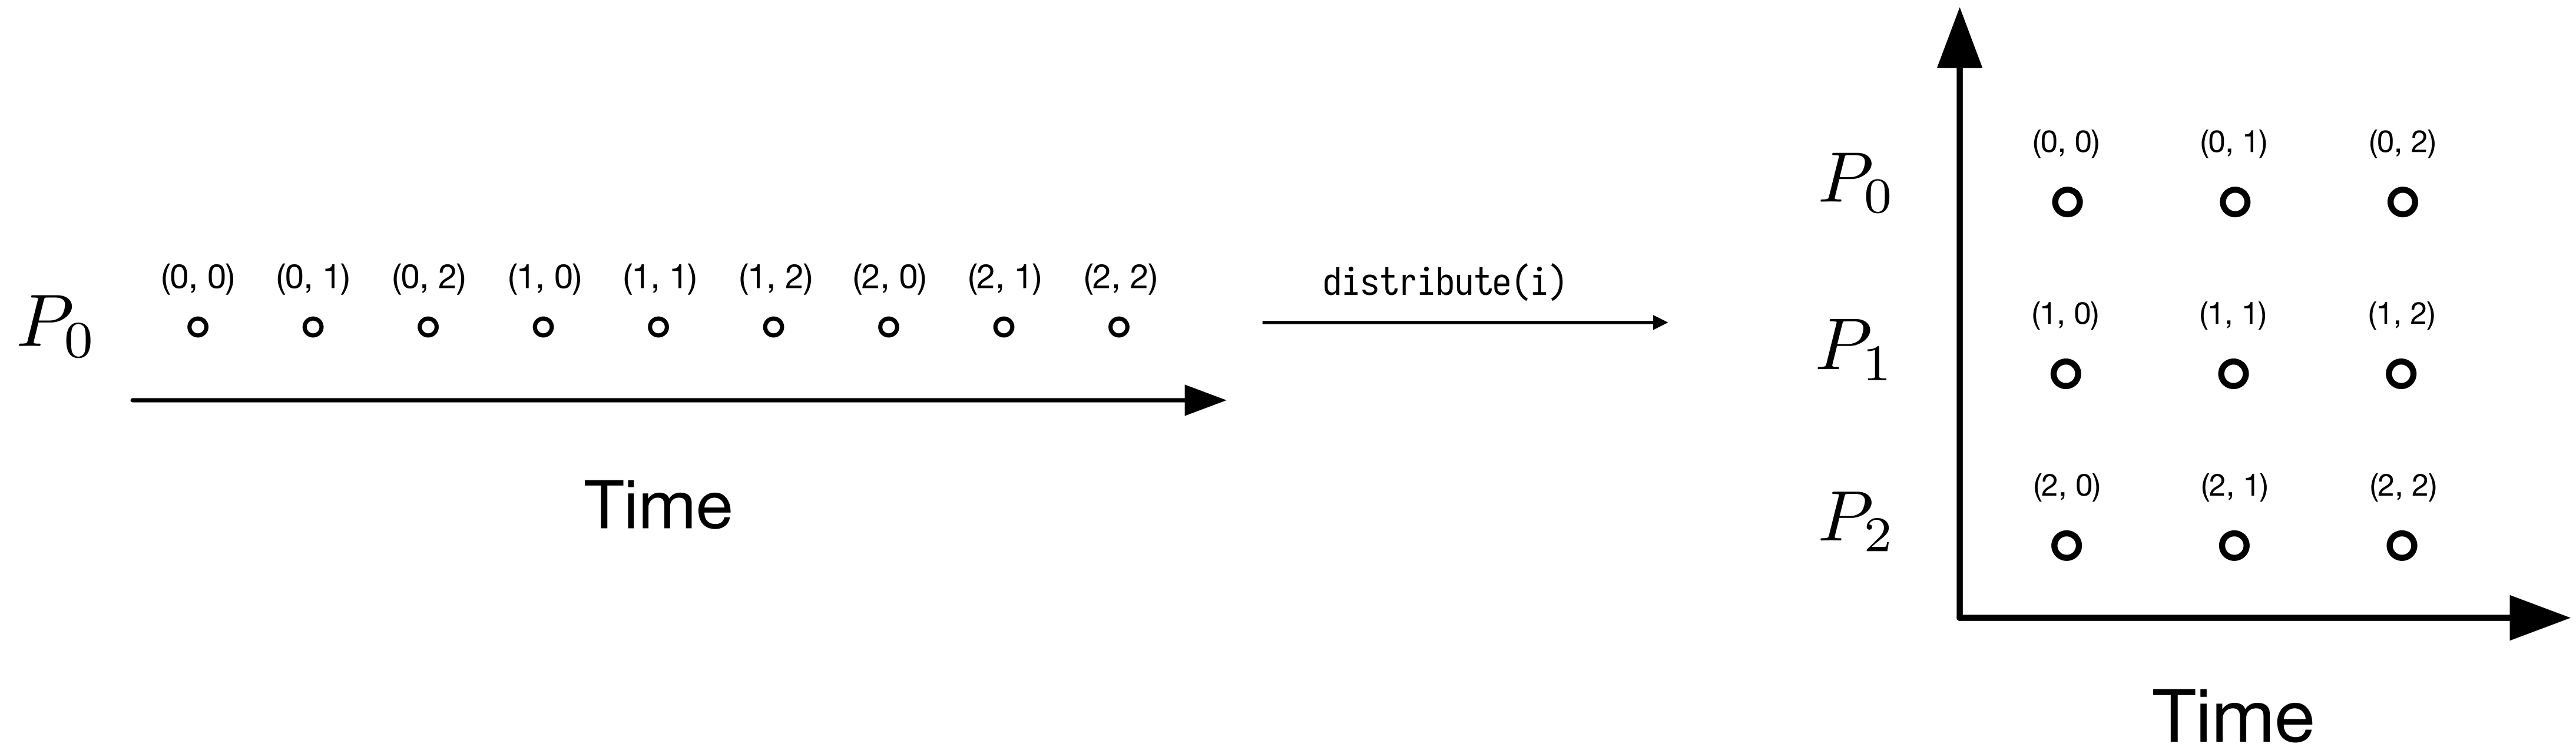 (0, 0) (0, 1) (0, 2) (1, 0) (1, 1) (1, 2) (2, 0) (2, 1) (2, 2)
P0
Time
distribute(i)
(0, 0) (0, 1) (0, 2)
P0
(1, 0) (1, 1) (1, 2)
P1
(2, 0) (2, 1) (2, 2)
P2
Time